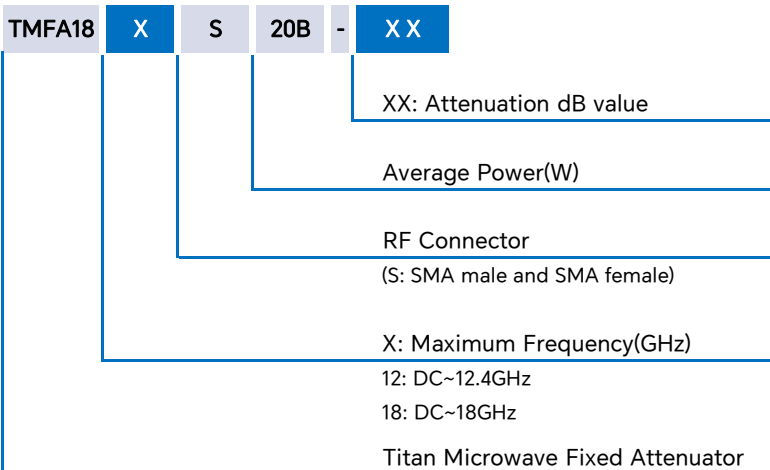 TMFA18 X S 20B - X X
XX: Attenuation dB value
Average Power(W)
RF Connector
(S: SMA male and SMA female)
X: Maximum Frequency(GHz)
12: DC~12.4GHz
18: DC~18GHz
Titan Microwave Fixed Attenuator